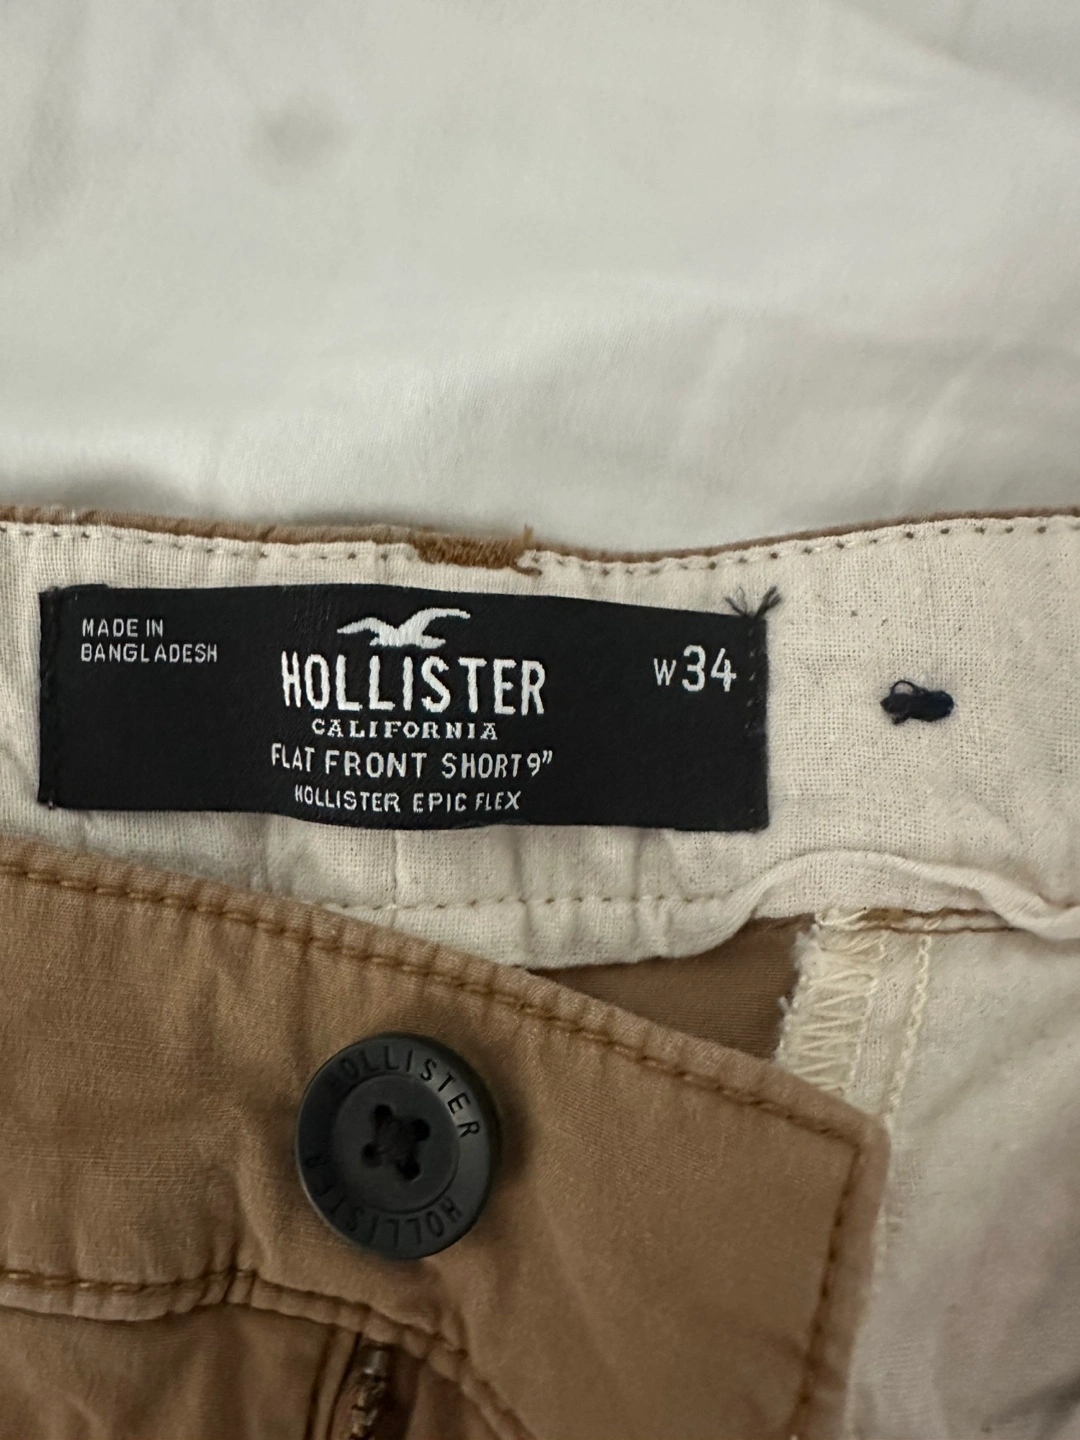 MADE IN
BANGLADESH
HOLLISTER
CALIFORNIA
FLAT FRONT SHORT 9"
HOLLISTER EPIC FLEX
W34
HOLLISTER
HOLLISTER